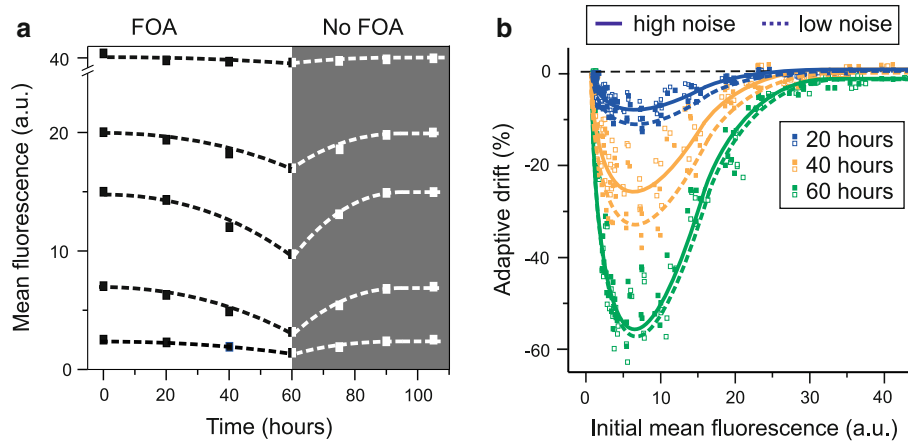 a
FOA
No FOA
Mean fluorescence (a.u.)
40
20
10
0
0
20
40
60
80
100
Time (hours)
b
high noise
low noise
Adaptive drift (%)
0
-20
-40
-60
20 hours
40 hours
60 hours
0
10
20
30
40
Initial mean fluorescence (a.u.)